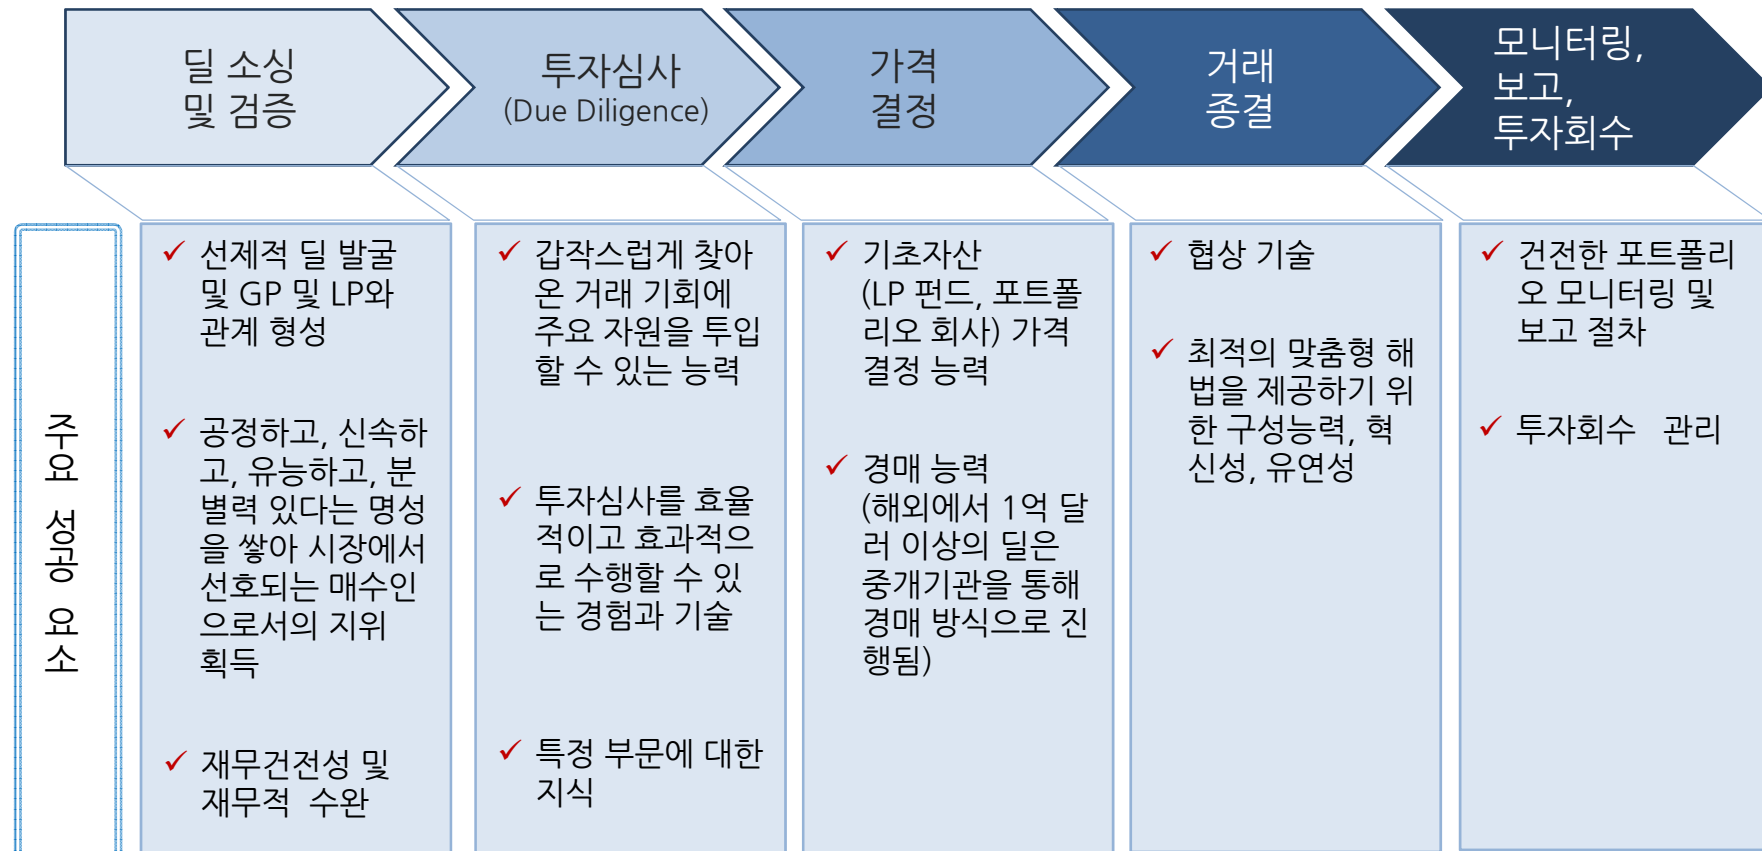 딜 소싱
및 검증
투자심사
(Due Diligence)
가격
결정
거래
종결
모니터링,
보고,
투자회수
주요 성공 요소
✓ 선제적 딜 발굴
및 GP 및 LP와
관계 형성
✓ 공정하고, 신속하
고, 유능하고, 분
별력 있다는 명성
을 쌓아 시장에서
선호되는 매수인
으로서의 지위
획득
✓ 재무건전성 및
재무적 수완
✓ 갑작스럽게 찾아
온 거래 기회에
주요 자원을 투입
할 수 있는 능력
✓ 투자심사를 효율
적이고 효과적으
로 수행할 수 있
는 경험과 기술
✓ 특정 부문에 대한
지식
✓ 기초자산
(LP 펀드, 포트폴
리오 회사) 가격
결정 능력
✓ 경매 능력
(해외에서 1억 달
러 이상의 딜은
중개기관을 통해
경매 방식으로 진
행됨)
✓ 협상 기술
✓ 최적의 맞춤형 해
법을 제공하기 위
한 구성능력, 혁
신성, 유연성
✓ 건전한 포트폴리
오 모니터링 및
보고 절차
✓ 투자회수 관리